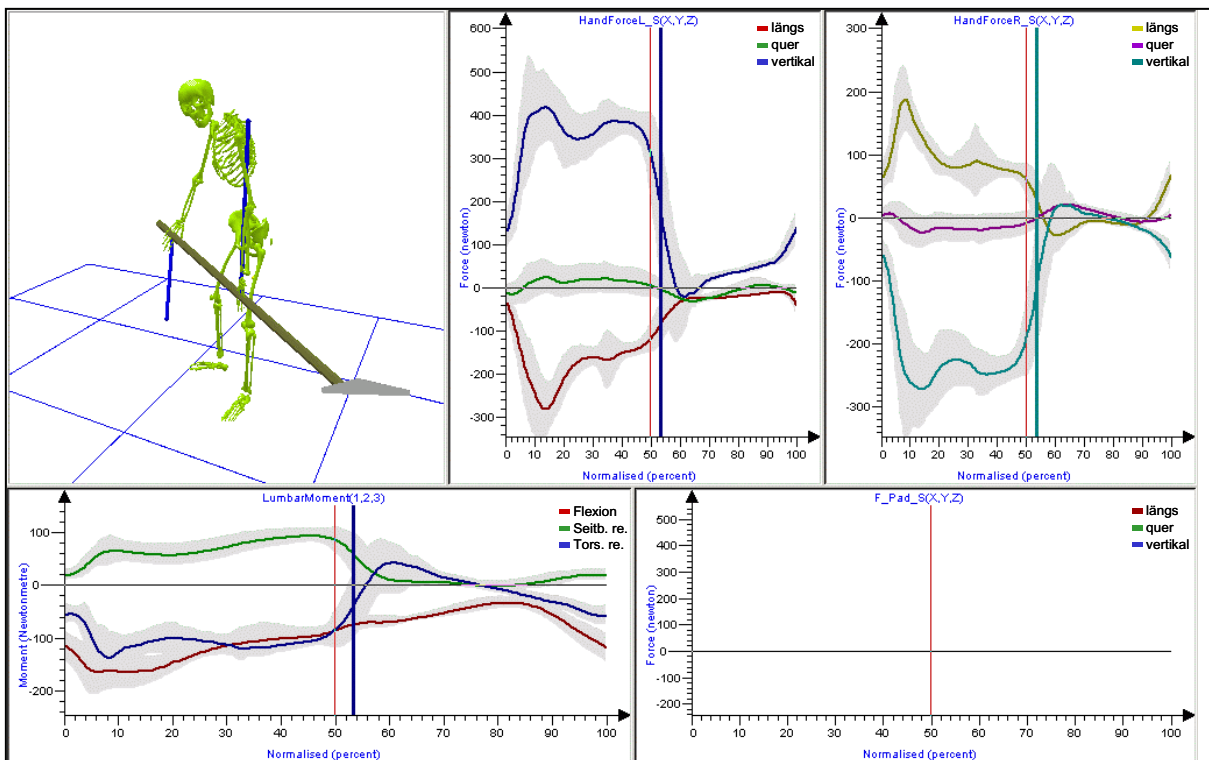 HandForceL_S(X,Y,Z)
längs
quer
vertikal
600
500
400
300
200
100
0
-100
-200
-300
Force (newton)
0 10 20 30 40 50 60 70 80 90 100
Normalised (percent)
HandForceR_S(X,Y,Z)
längs
quer
vertikal
300
200
100
0
-100
-200
-300
Force (newton)
0 10 20 30 40 50 60 70 80 90 100
Normalised (percent)
LumbarMoment(1,2,3)
Flexion
Seitb. re.
Tors. re.
100
0
-100
-200
Moment (Newtonmetre)
0 10 20 30 40 50 60 70 80 90 100
Normalised (percent)
F_Pad_S(X,Y,Z)
längs
quer
vertikal
500
400
300
200
100
0
-100
-200
Force (newton)
0 10 20 30 40 50 60 70 80 90 100
Normalised (percent)